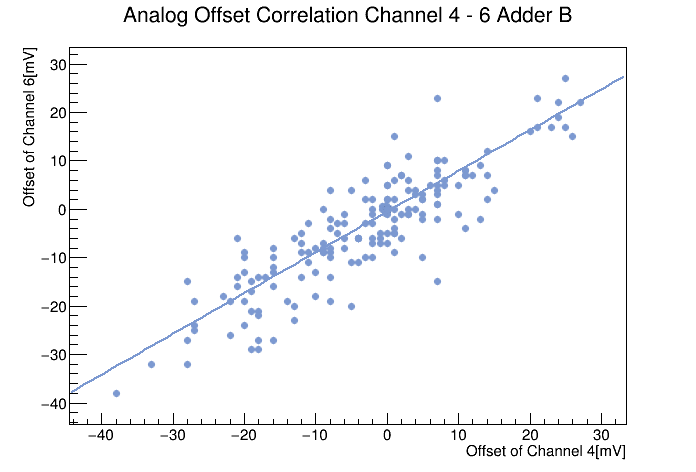 Analog Offset Correlation Channel 4 - 6 Adder B
Offset of Channel 6[mV]
30
20
10
0
−10
−20
−30
−40
−40 −30 −20 −10 0 10 20 30
Offset of Channel 4[mV]